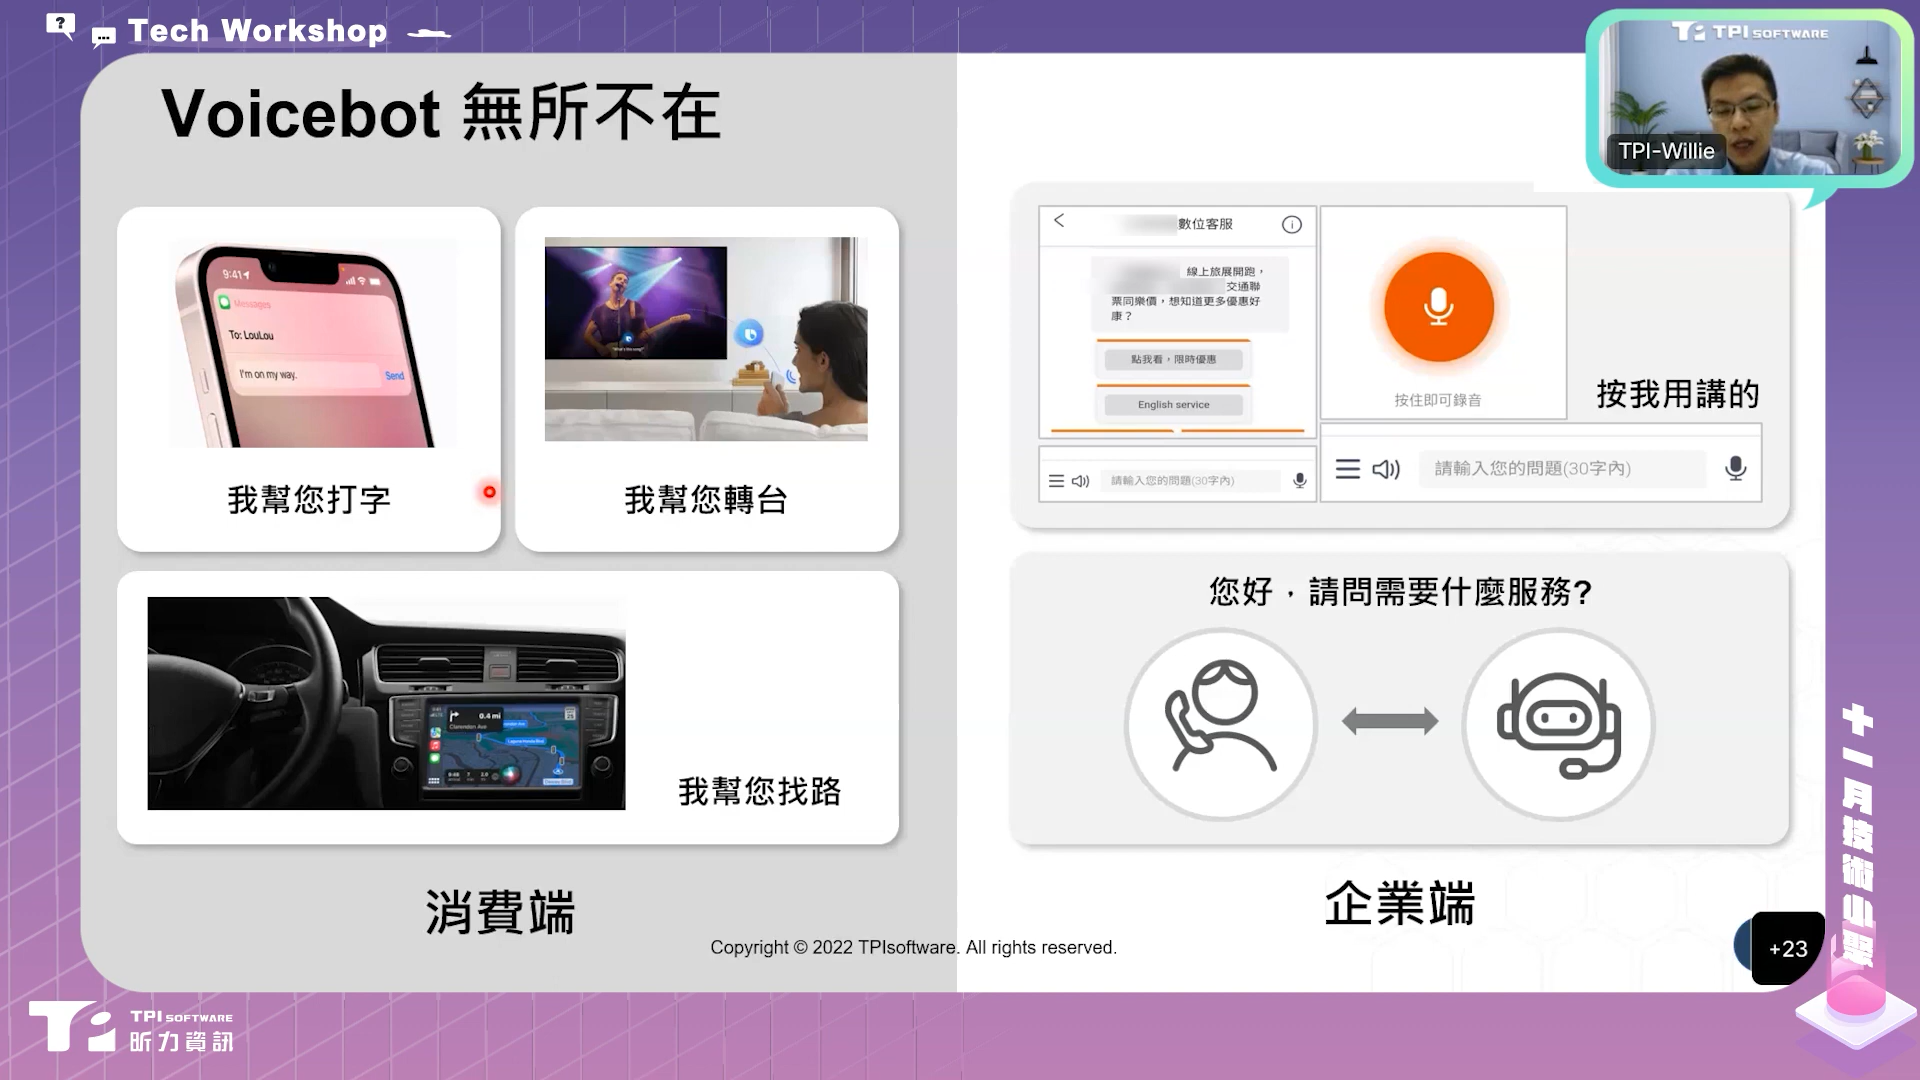 Tech Workshop
Voicebot 無所不在
9:41
Messages
To: LouLou
I'm on my way.
Send
我幫您打字
我幫您轉台
0.4 mi
Clarendon Ave
我幫您找路
消費端
TPI SOFTWARE
TPI-Willie
數位客服
線上旅展開跑，
交通聯
票同樂價，想知道更多優惠好
康？
點我看，限時優惠
English service
請輸入您的問題(30字內)
按住即可錄音
按我用講的
請輸入您的問題(30字內)
您好，請問需要什麼服務?
企業端
Copyright © 2022 TPIsoftware. All rights reserved.
+23
十一月技術山聚
TPI SOFTWARE
昕力資訊